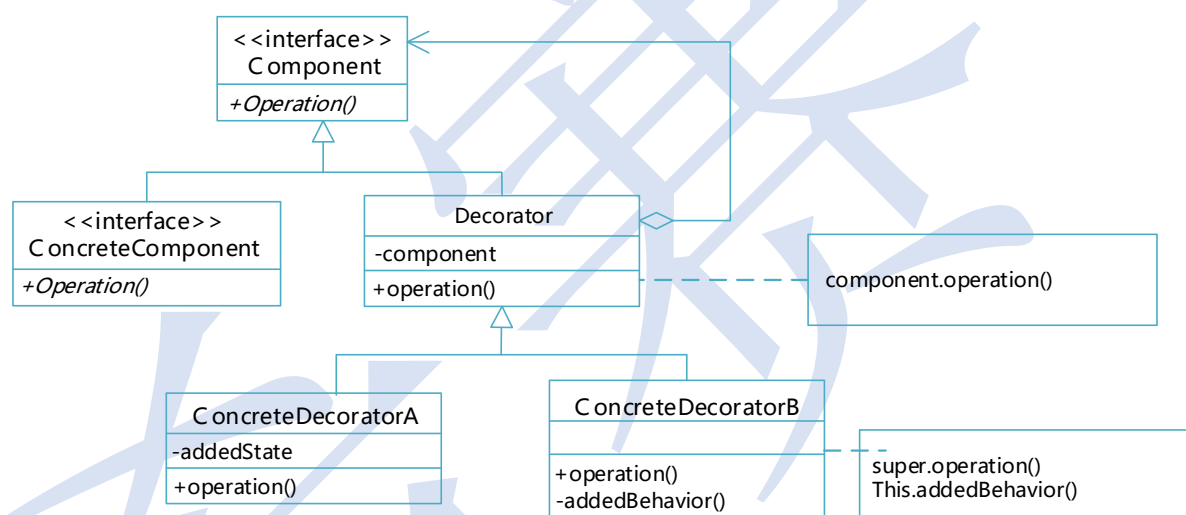 <<interface>>
Component
+Operation()
<<interface>>
ConcreteComponent
+Operation()
Decorator
-component
+operation()
component.operation()
ConcreteDecoratorA
-addedState
+operation()
ConcreteDecoratorB
+operation()
-addedBehavior()
super.operation()
This.addedBehavior()